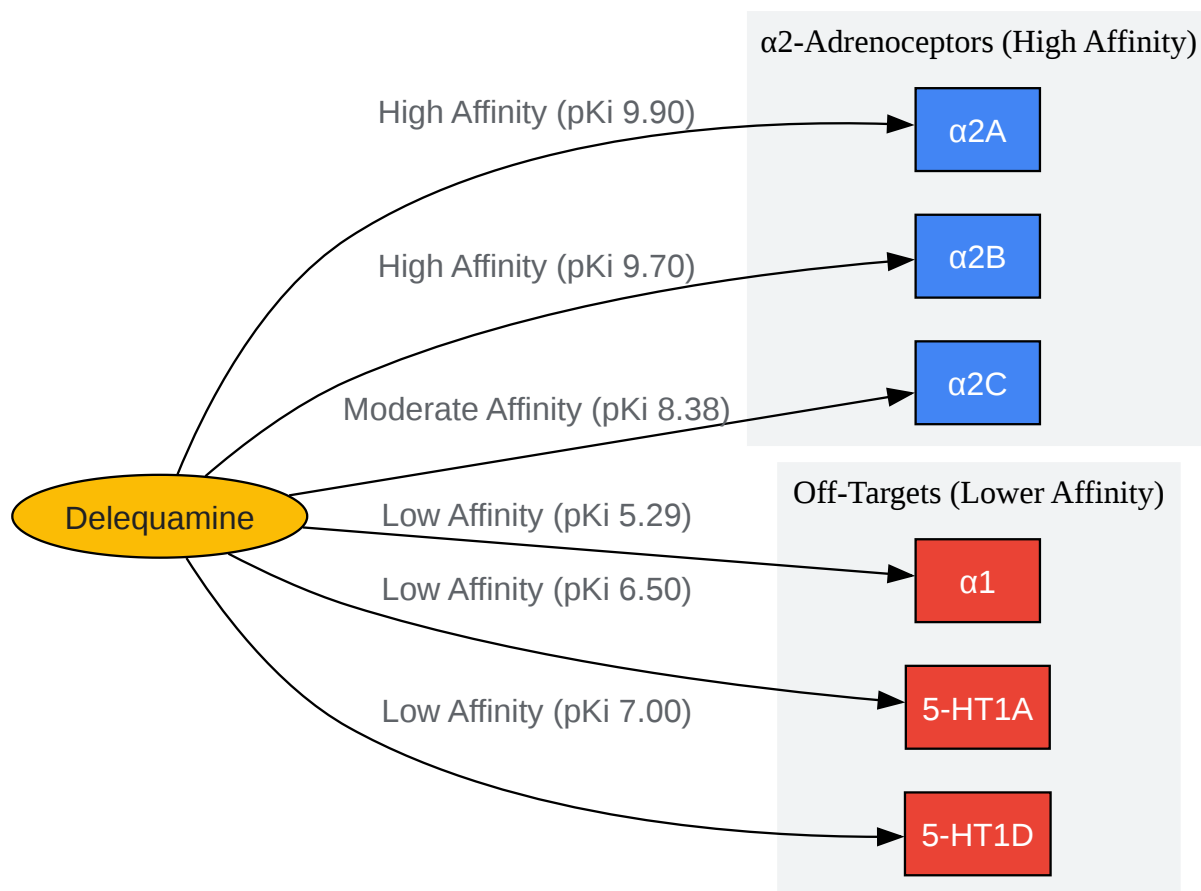 α2-Adrenoceptors (High Affinity)
High Affinity (pKi 9.90)
α2A
High Affinity (pKi 9.70)
α2B
Moderate Affinity (pKi 8.38)
α2C
Delequamine
Off-Targets (Lower Affinity)
Low Affinity (pKi 5.29)
α1
Low Affinity (pKi 6.50)
5-HT1A
Low Affinity (pKi 7.00)
5-HT1D